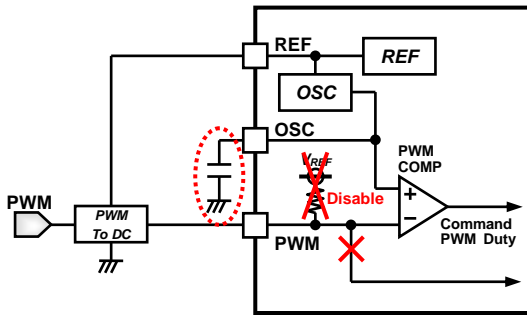 REF
REF
OSC
OSC
PWM
COMP
VREF
Disable
+
−
PWM
PWM
To DC
PWM
Command
PWM Duty